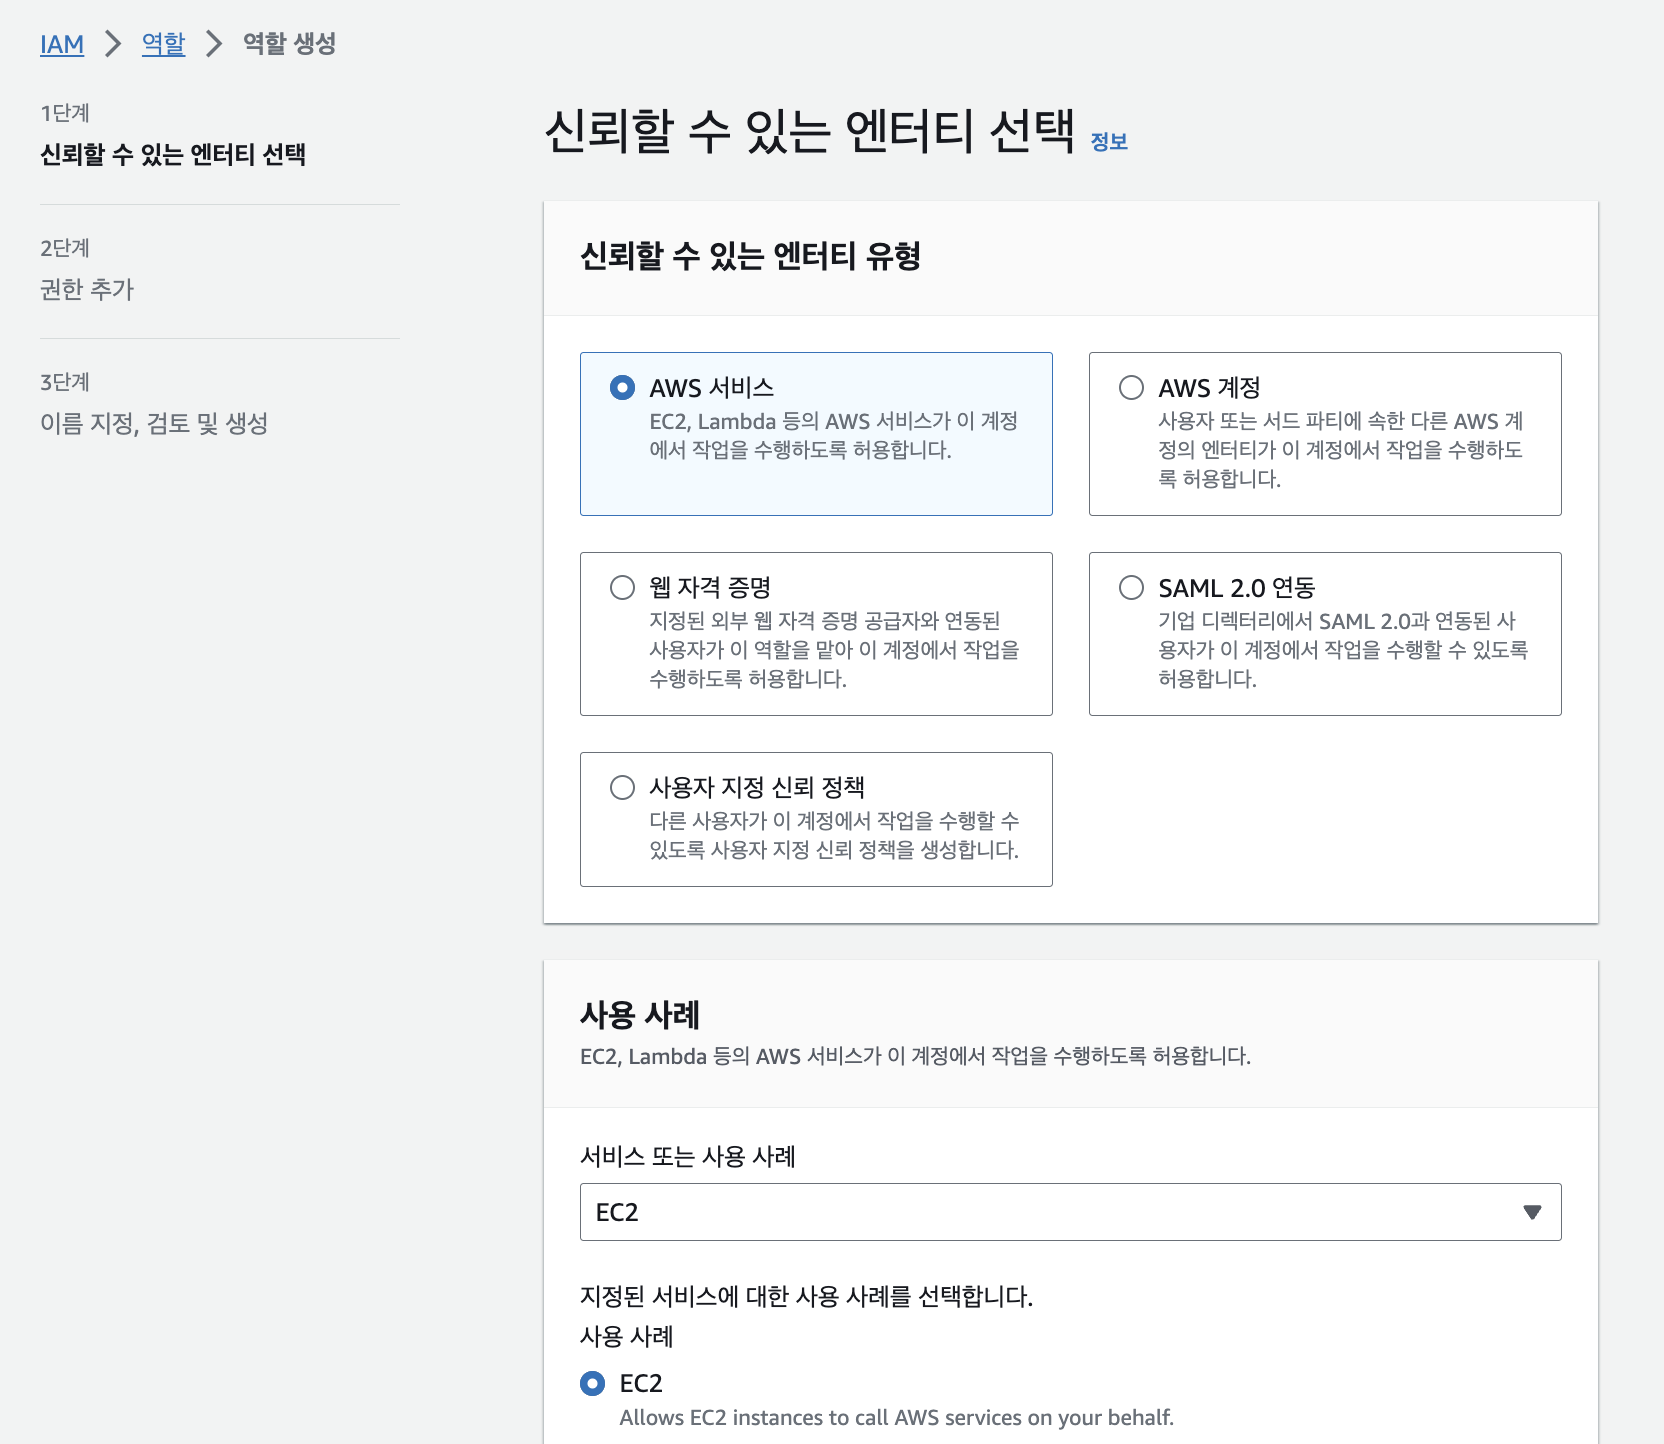 IAM > 역할 > 역할 생성
1단계
신뢰할 수 있는 엔터티 선택
2단계
권한 추가
3단계
이름 지정, 검토 및 생성
신뢰할 수 있는 엔터티 선택 정보
신뢰할 수 있는 엔터티 유형
AWS 서비스
EC2, Lambda 등의 AWS 서비스가 이 계정
에서 작업을 수행하도록 허용합니다.
AWS 계정
사용자 또는 서드 파티에 속한 다른 AWS 계
정의 엔터티가 이 계정에서 작업을 수행하도
록 허용합니다.
웹 자격 증명
지정된 외부 웹 자격 증명 공급자와 연동된
사용자가 이 역할을 맡아 이 계정에서 작업을
수행하도록 허용합니다.
SAML 2.0 연동
기업 디렉터리에서 SAML 2.0과 연동된 사
용자가 이 계정에서 작업을 수행할 수 있도록
허용합니다.
사용자 지정 신뢰 정책
다른 사용자가 이 계정에서 작업을 수행할 수
있도록 사용자 지정 신뢰 정책을 생성합니다.
사용 사례
EC2, Lambda 등의 AWS 서비스가 이 계정에서 작업을 수행하도록 허용합니다.
서비스 또는 사용 사례
EC2
지정된 서비스에 대한 사용 사례를 선택합니다.
사용 사례
EC2
Allows EC2 instances to call AWS services on your behalf.